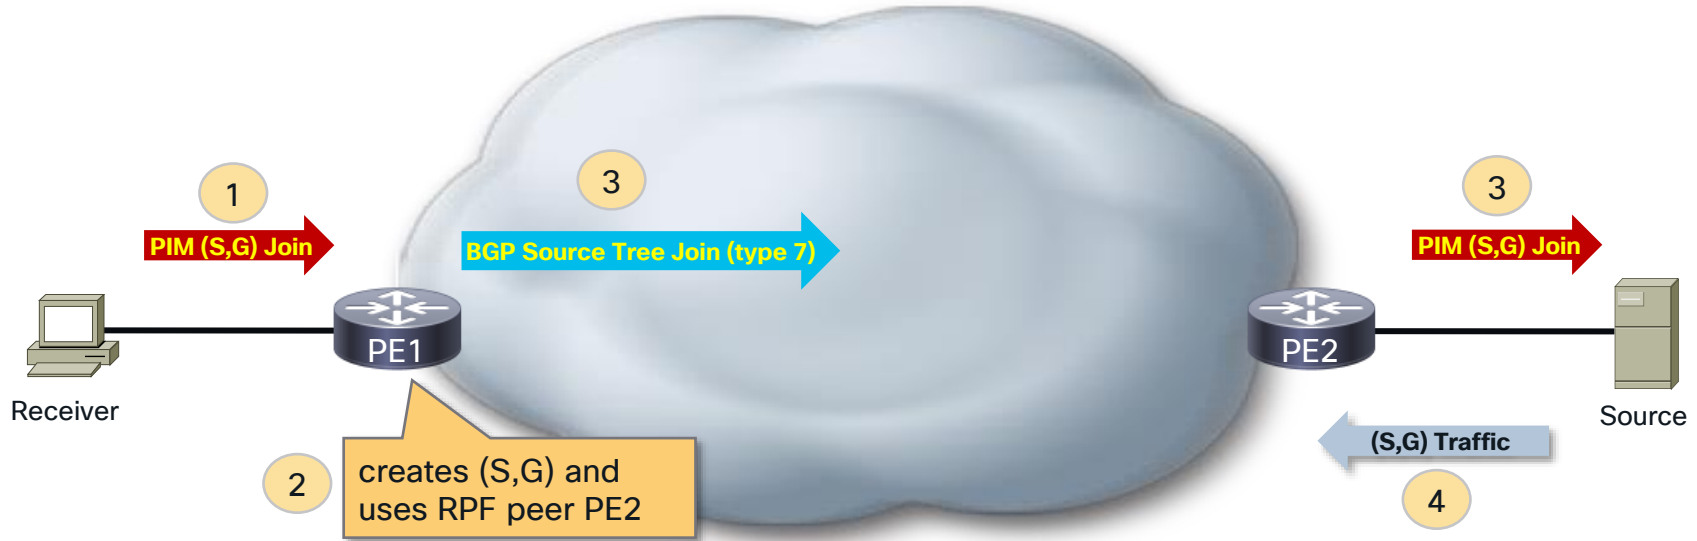 1
PIM (S,G) Join
3
BGP Source Tree Join (type 7)
3
PIM (S,G) Join
PE1
PE2
Receiver
Source
2
creates (S,G) and
uses RPF peer PE2
(S,G) Traffic
4